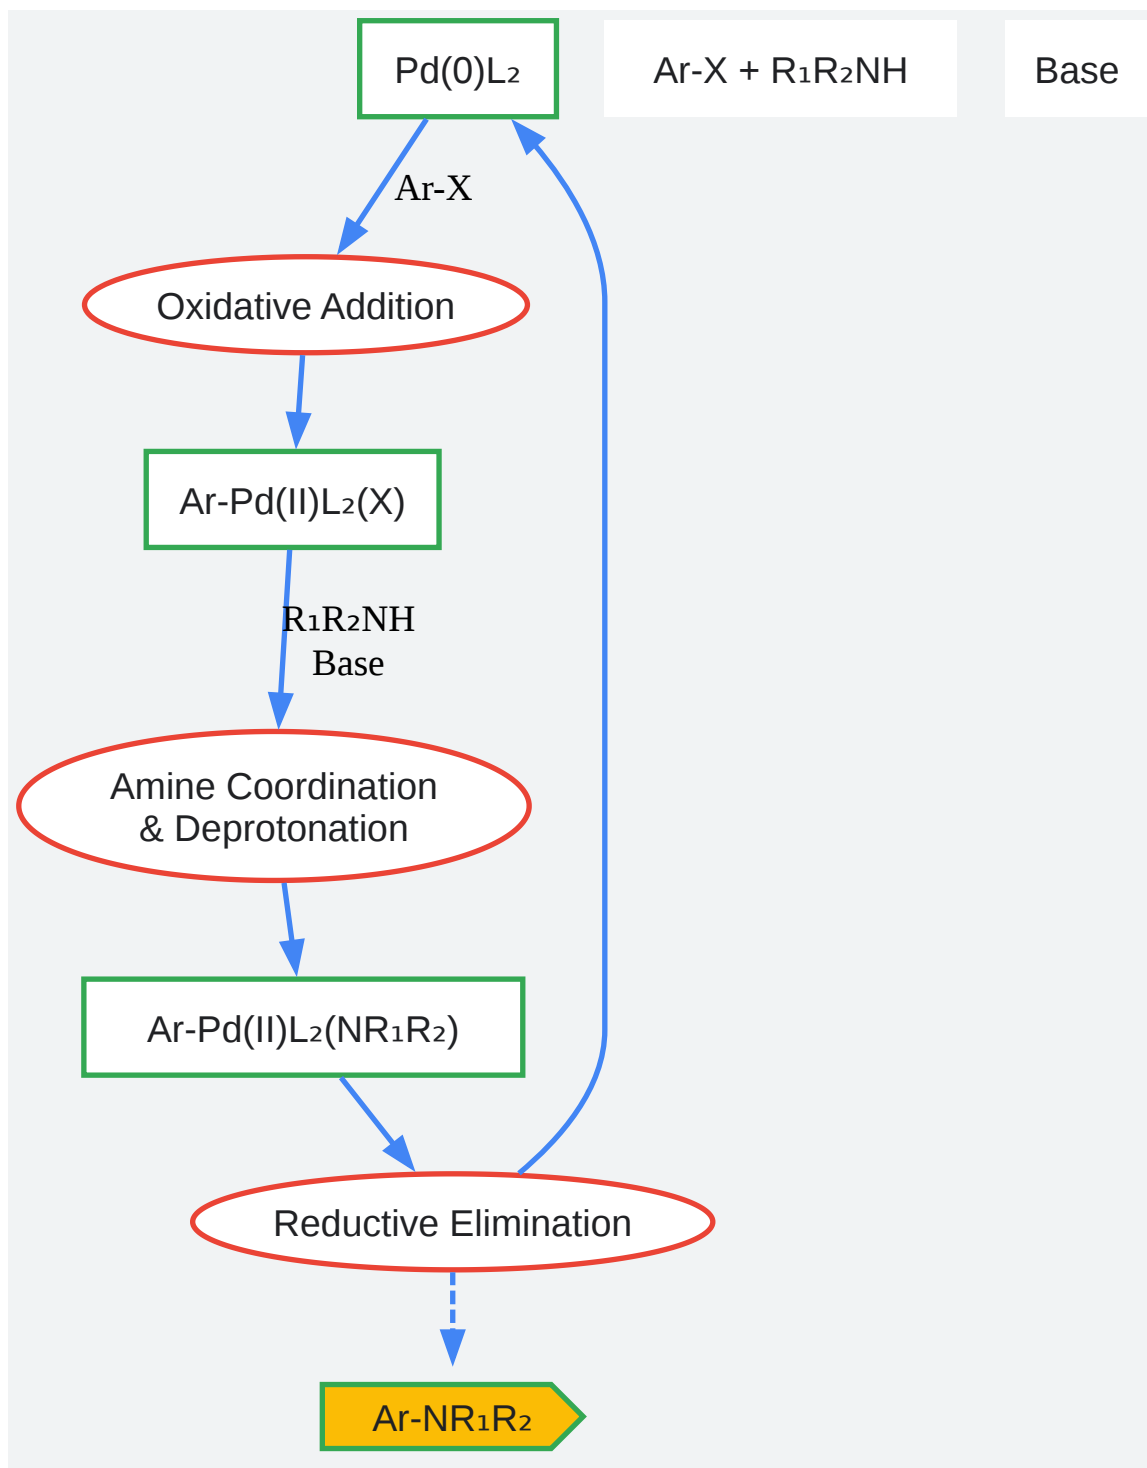 Pd(0)L₂
Ar-X + R₁R₂NH
Base
Ar-X
Oxidative Addition
Ar-Pd(II)L₂(X)
R₁R₂NH
Base
Amine Coordination
& Deprotonation
Ar-Pd(II)L₂(NR₁R₂)
Reductive Elimination
Ar-NR₁R₂